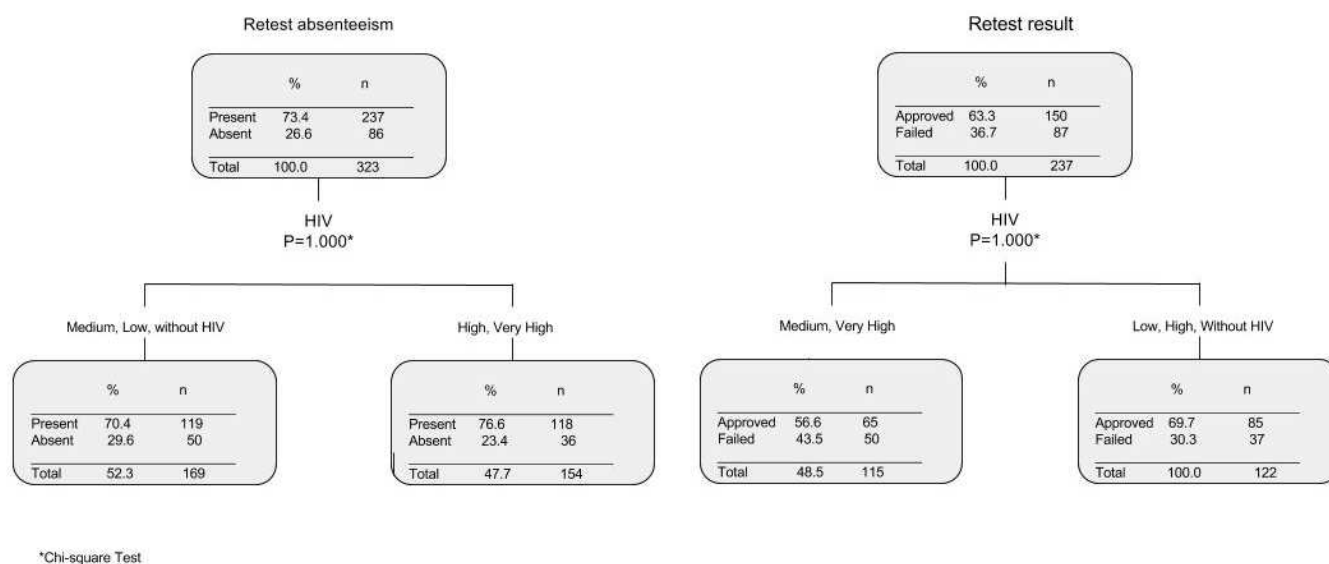 Retest absenteeism
% n
Present 73.4 237
Absent 26.6 86
Total 100.0 323
HIV
P=1.000*
Medium, Low, without HIV
% n
Present 70.4 119
Absent 29.6 50
Total 52.3 169
High, Very High
% n
Present 76.6 118
Absent 23.4 36
Total 47.7 154
Retest result
% n
Approved 63.3 150
Failed 36.7 87
Total 100.0 237
HIV
P=1.000*
Medium, Very High
% n
Approved 56.6 65
Failed 43.5 50
Total 48.5 115
Low, High, Without HIV
% n
Approved 69.7 85
Failed 30.3 37
Total 100.0 122
*Chi-square Test